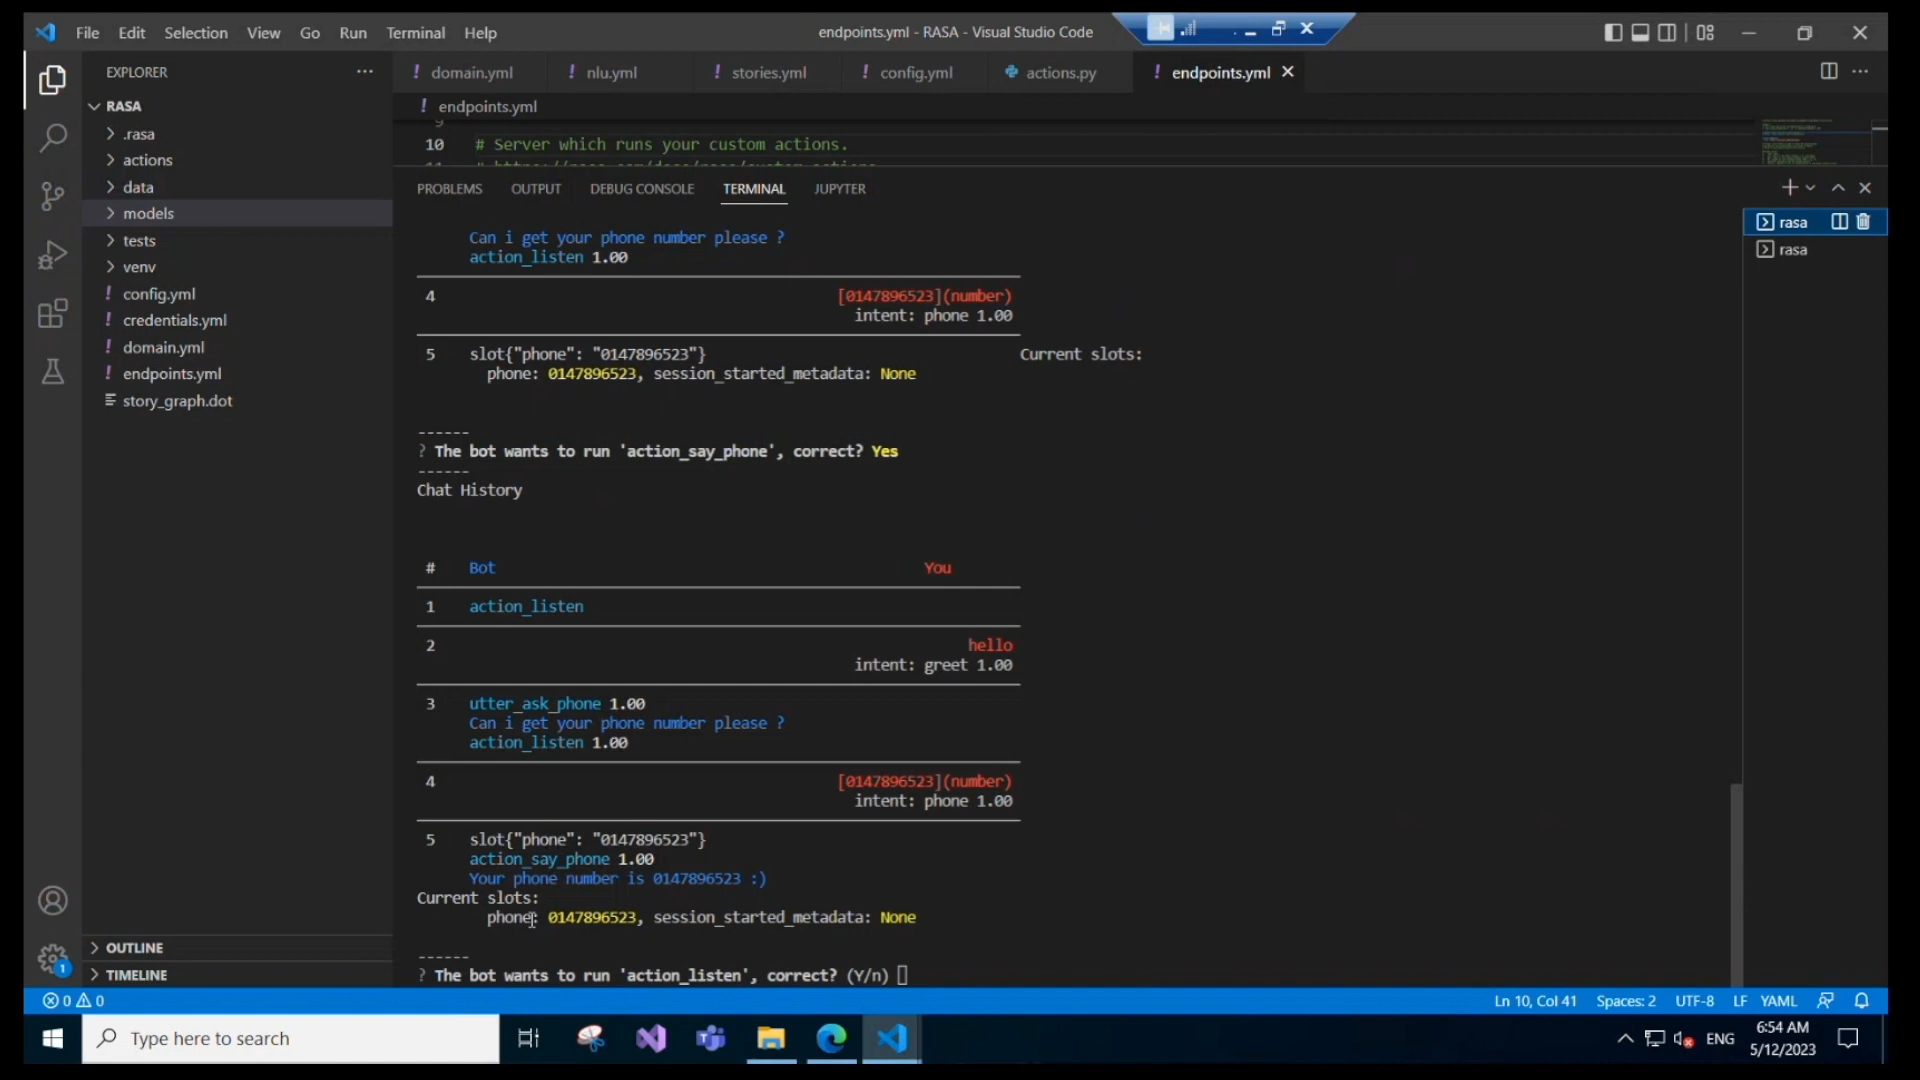 File Edit Selection View Go Run Terminal Help
endpoints.yml - RASA - Visual Studio Code
EXPLORER
RASA
.rasa
actions
data
models
tests
venv
! config.yml
! credentials.yml
! domain.yml
! endpoints.yml
story_graph.dot
OUTLINE
TIMELINE
! domain.yml ! nlu.yml ! stories.yml ! config.yml actions.py ! endpoints.yml
! endpoints.yml
10 # Server which runs your custom actions.
PROBLEMS OUTPUT DEBUG CONSOLE TERMINAL JUPYTER
rasa
rasa
Can i get your phone number please ?
action_listen 1.00
4 [0147896523](number)
intent: phone 1.00
5 slot{"phone": "0147896523"} Current slots:
phone: 0147896523, session_started_metadata: None
------
? The bot wants to run 'action_say_phone', correct? Yes
------
Chat History
# Bot You
1 action_listen
2 hello
intent: greet 1.00
3 utter_ask_phone 1.00
Can i get your phone number please ?
action_listen 1.00
4 [0147896523](number)
intent: phone 1.00
5 slot{"phone": "0147896523"}
action_say_phone 1.00
Your phone number is 0147896523 :)
Current slots:
phone: 0147896523, session_started_metadata: None
------
? The bot wants to run 'action_listen', correct? (Y/n)
1
0 0
Ln 10, Col 41 Spaces: 2 UTF-8 LF YAML
Type here to search
ENG
6:54 AM
5/12/2023